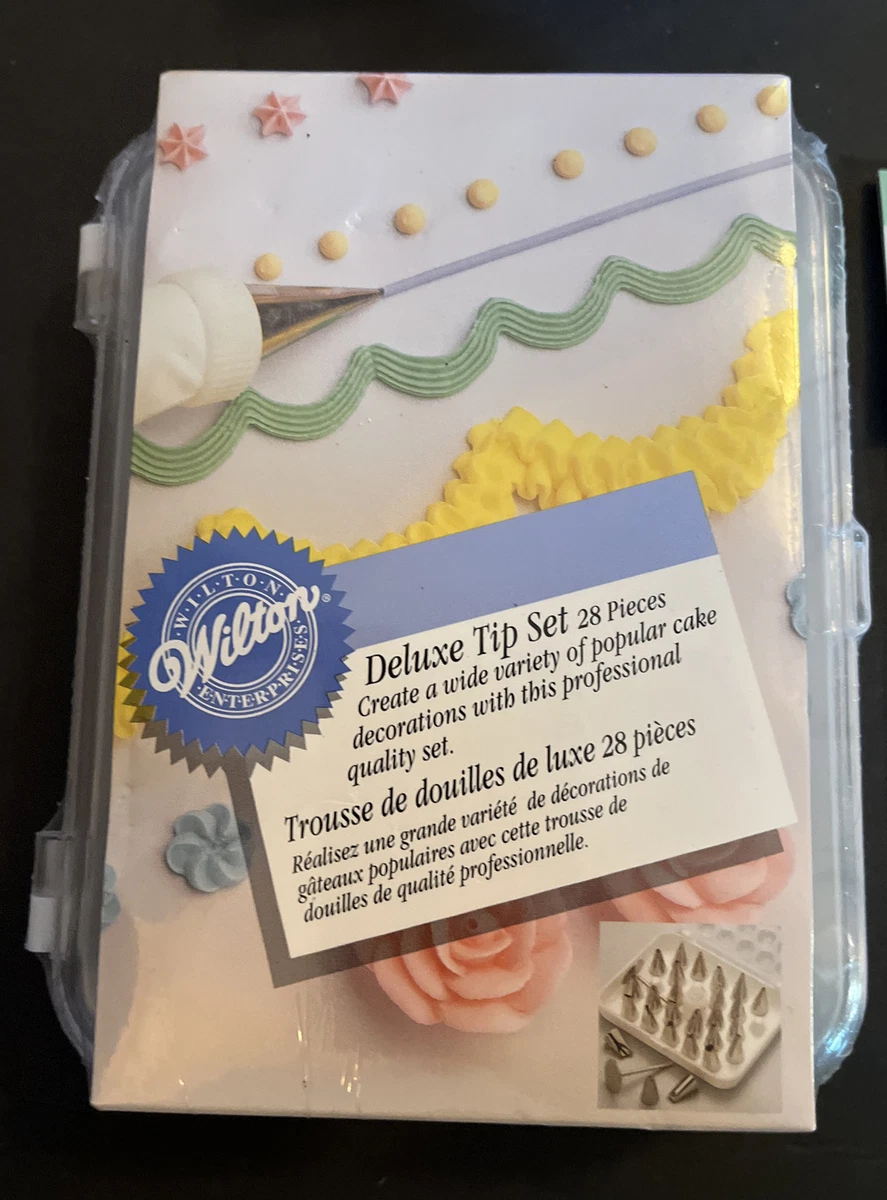 W·I·L·T·O·N
Wilton®
·ENTERPRISES·
Deluxe Tip Set 28 Pieces
Create a wide variety of popular cake
decorations with this professional
quality set.
Trousse de douilles de luxe 28 pièces
Réalisez une grande variété de décorations de
gâteaux populaires avec cette trousse de
douilles de qualité professionnelle.